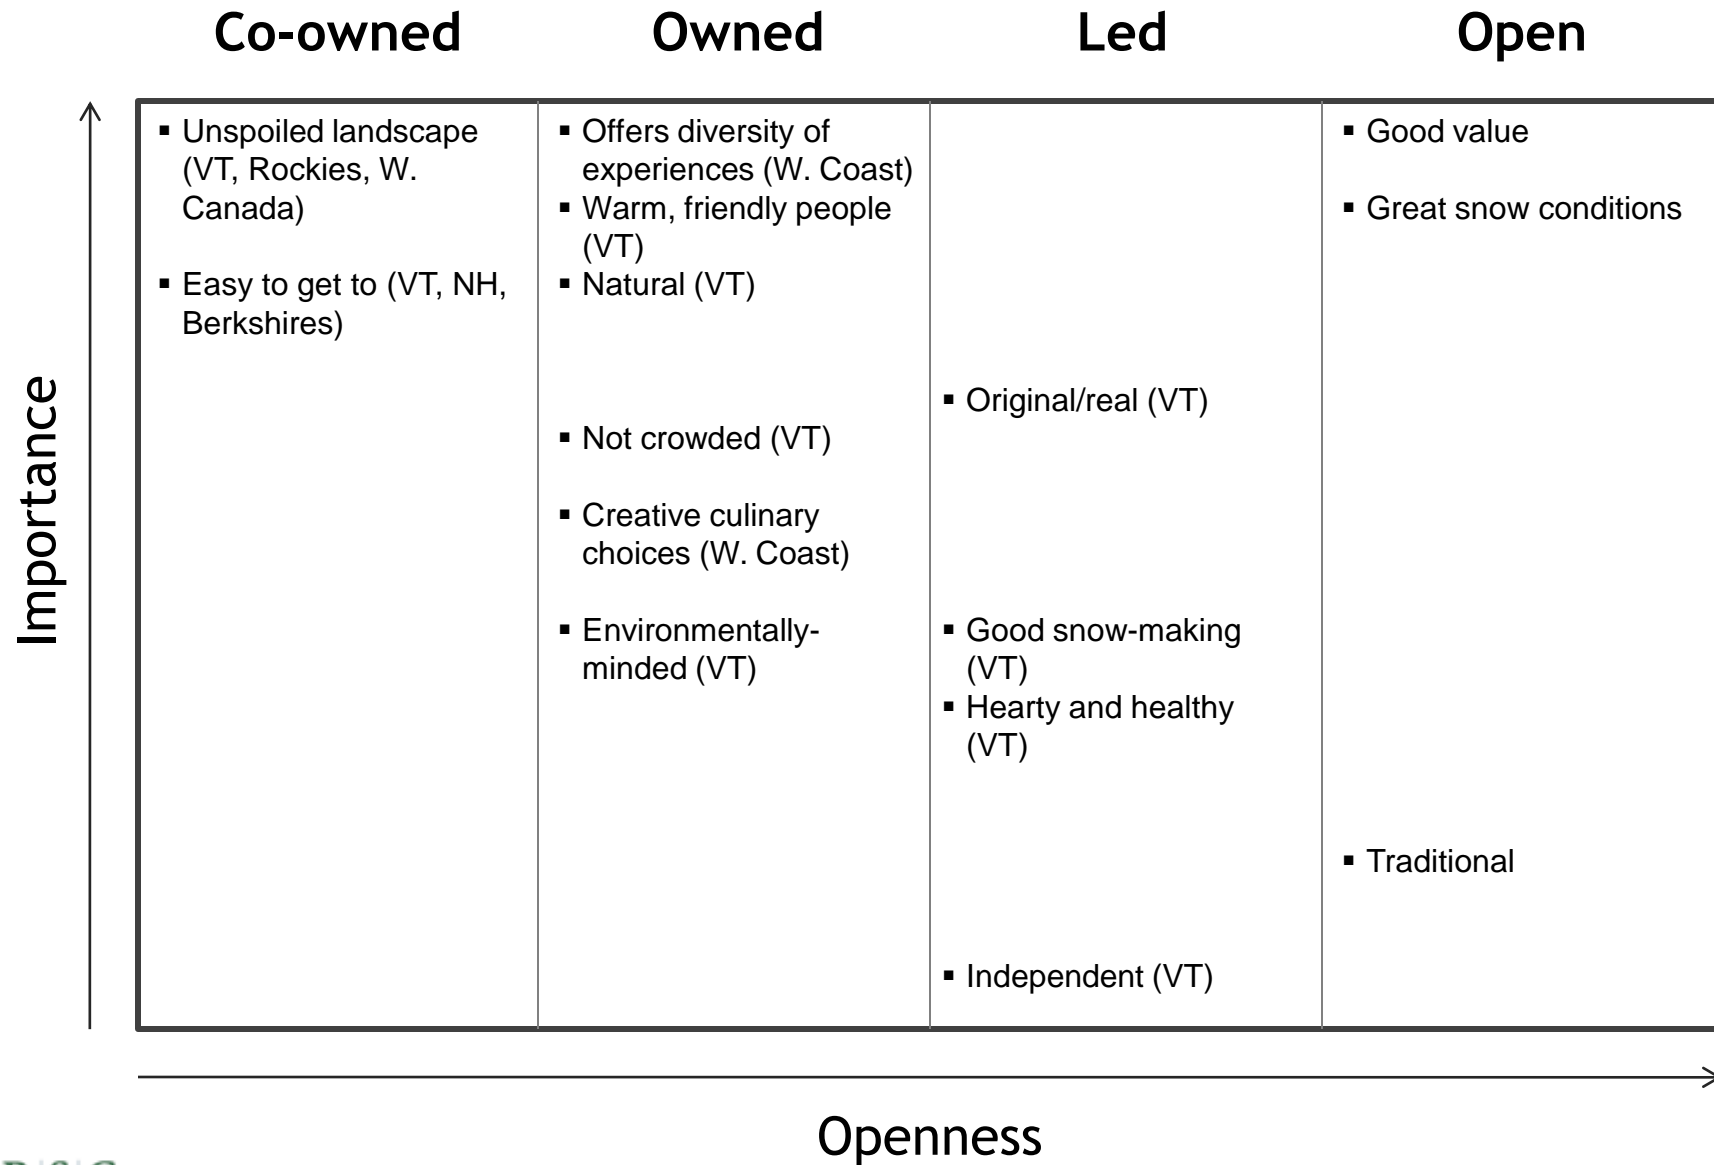 Co-owned
Owned
Led
Open
Importance
▪ Unspoiled landscape
(VT, Rockies, W.
Canada)
▪ Easy to get to (VT, NH,
Berkshires)
▪ Offers diversity of
experiences (W. Coast)
▪ Warm, friendly people
(VT)
▪ Natural (VT)
▪ Not crowded (VT)
▪ Creative culinary
choices (W. Coast)
▪ Environmentally-
minded (VT)
▪ Original/real (VT)
▪ Good snow-making
(VT)
▪ Hearty and healthy
(VT)
▪ Independent (VT)
▪ Good value
▪ Great snow conditions
▪ Traditional
Openness